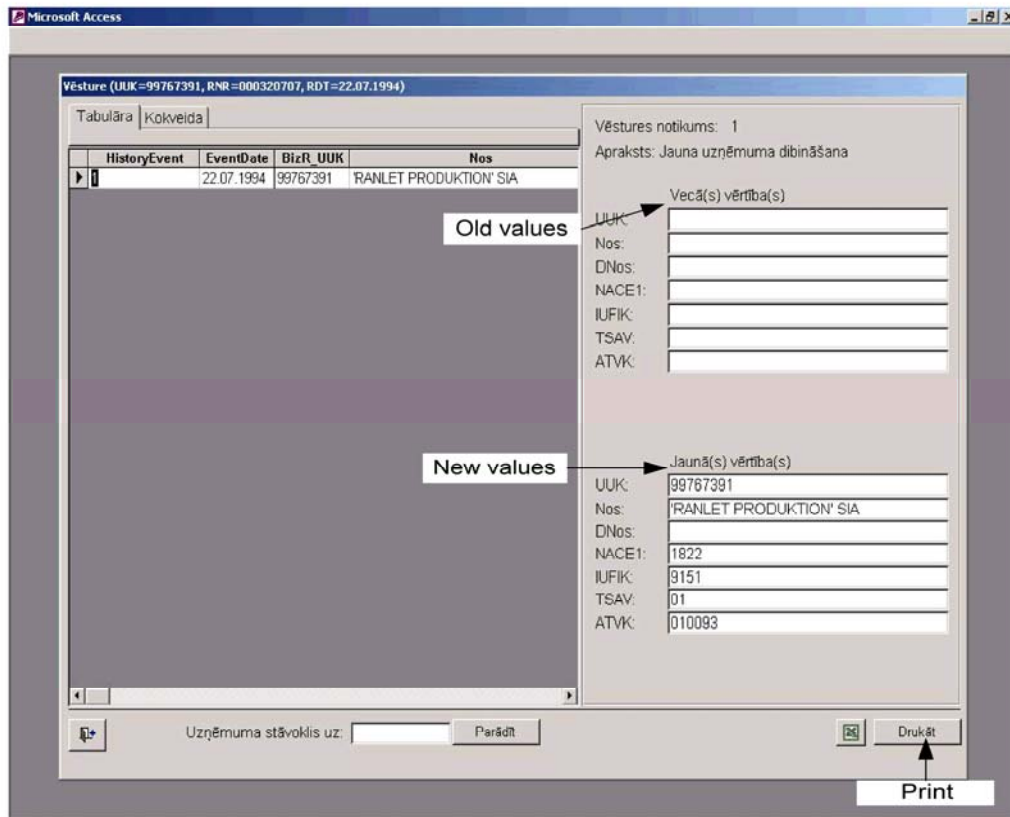 Microsoft Access
Vēsture (UUK=99767391, RNR=000320707, RDT=22.07.1994)
Tabulāra Kokveida
HistoryEvent EventDate BizR_UUK Nos
1 22.07.1994 99767391 'RANLET PRODUKTION' SIA
Vēstures notikums: 1
Apraksts: Jauna uzņēmuma dibināšana
Vecā(s) vērtība(s)
Old values
UUK:
Nos:
DNos:
NACE1:
IUFIK:
TSAV:
ATVK:
New values
Jaunā(s) vērtība(s)
UUK: 99767391
Nos: 'RANLET PRODUKTION' SIA
DNos:
NACE1: 1822
IUFIK: 9151
TSAV: 01
ATVK: 010093
Uzņēmuma stāvoklis uz: Parādīt
Drukāt
Print